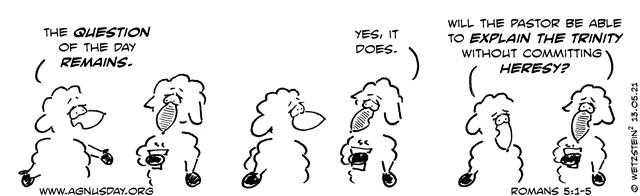 THE QUESTION
OF THE DAY
REMAINS.
YES, IT
DOES.
WILL THE PASTOR BE ABLE
TO EXPLAIN THE TRINITY
WITHOUT COMMITTING
HERESY?
WWW.AGNUSDAY.ORG
ROMANS 5:1-5
© WETZSTEIN² 13.05.21